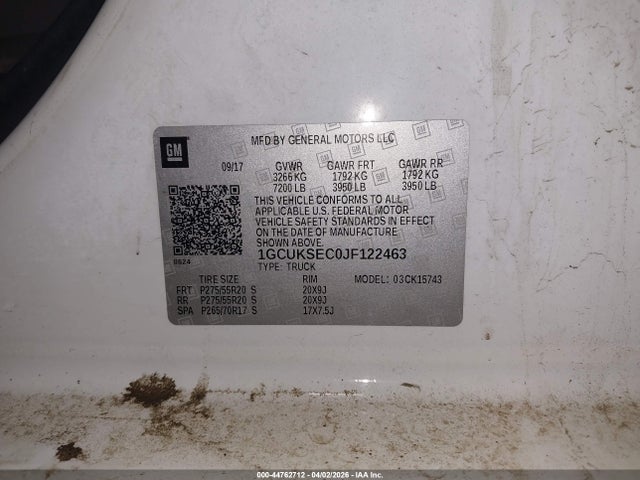 GM
MFD BY GENERAL MOTORS LLC
09/17 GVWR GAWR FRT GAWR RR
3266 KG 1792 KG 1792 KG
7200 LB 3950 LB 3950 LB
THIS VEHICLE CONFORMS TO ALL
APPLICABLE U.S. FEDERAL MOTOR
VEHICLE SAFETY STANDARDS IN EFFECT
ON THE DATE OF MANUFACTURE
SHOWN ABOVE.
0624
1GCUKSEC0JF122463
TYPE: TRUCK
TIRE SIZE RIM MODEL: 03CK15743
FRT P275/55R20 S 20X9J
RR P275/55R20 S 20X9J
SPA P265/70R17 S 17X7.5J
000-44762712 - 04/02/2026 - IAA Inc.